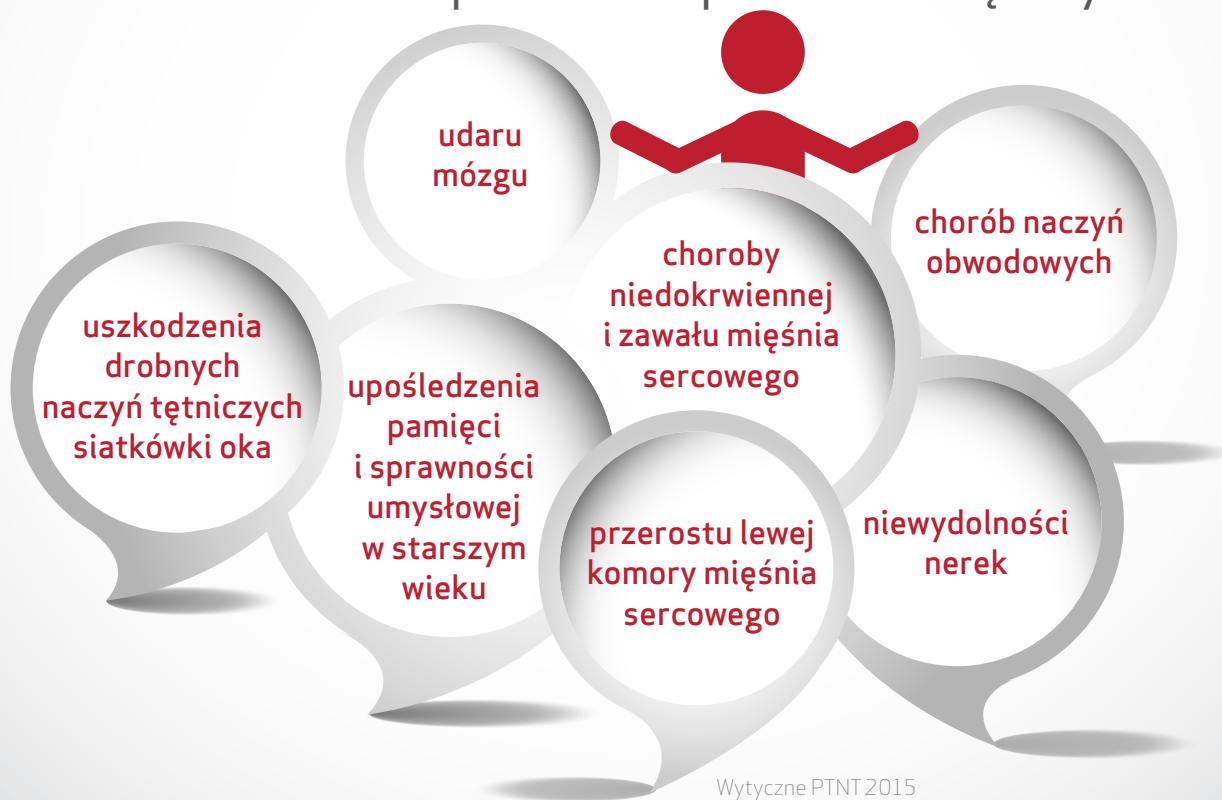 udaru
mózgu
chorób naczyń
obwodowych
choroby
niedokrwiennej
i zawału mięśnia
sercowego
uszkodzenia
drobnych
naczyń tętniczych
siatkówki oka
upośledzenia
pamięci
i sprawności
umysłowej
w starszym
wieku
przerostu lewej
komory mięśnia
sercowego
niewydolności
nerek
Wytyczne PTNT 2015